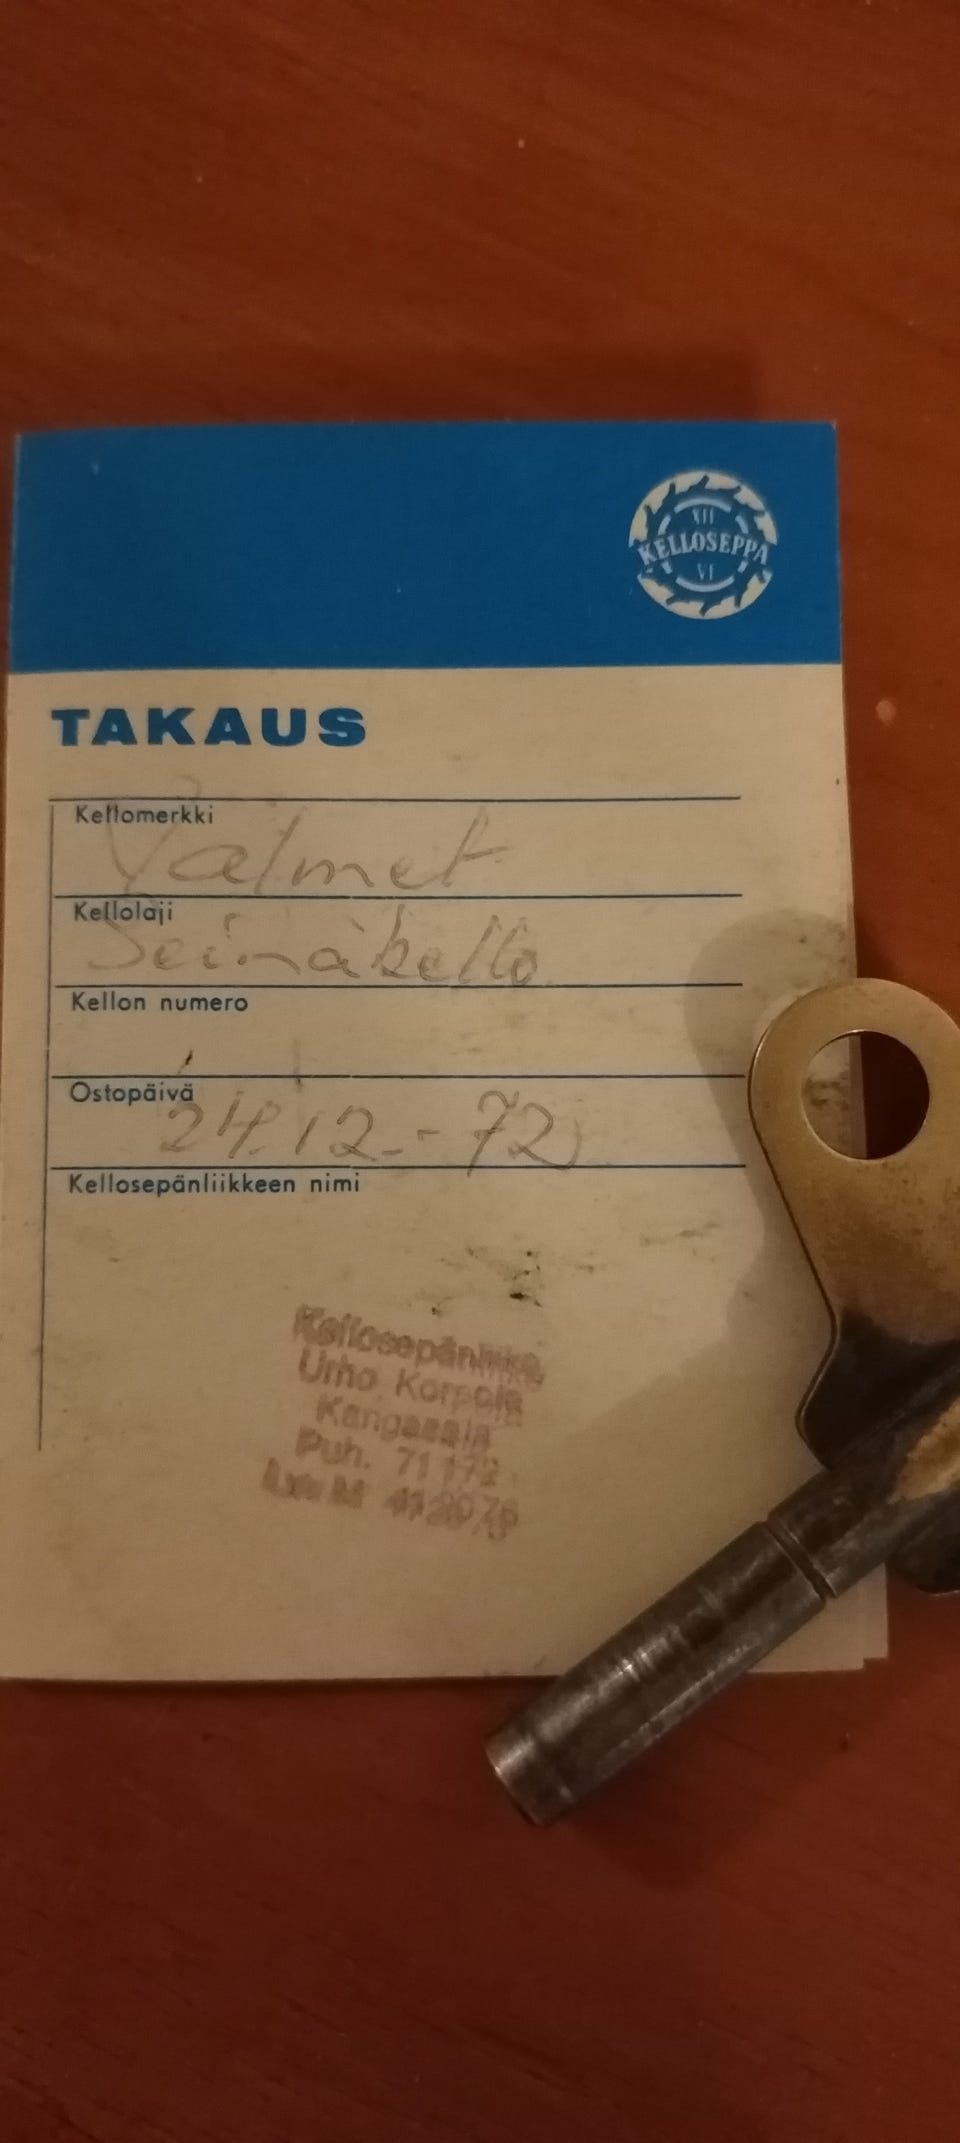 XII
KELLOSEPPÄ
VI
TAKAUS
Kellomerkki
Valmet
Kellolaji
Seinäkello
Kellon numero
Ostopäivä
24.12.-72
Kellosepänliikkeen nimi
Kellosepänliike
Urho Korpela
Kangasala
Puh. 71 172